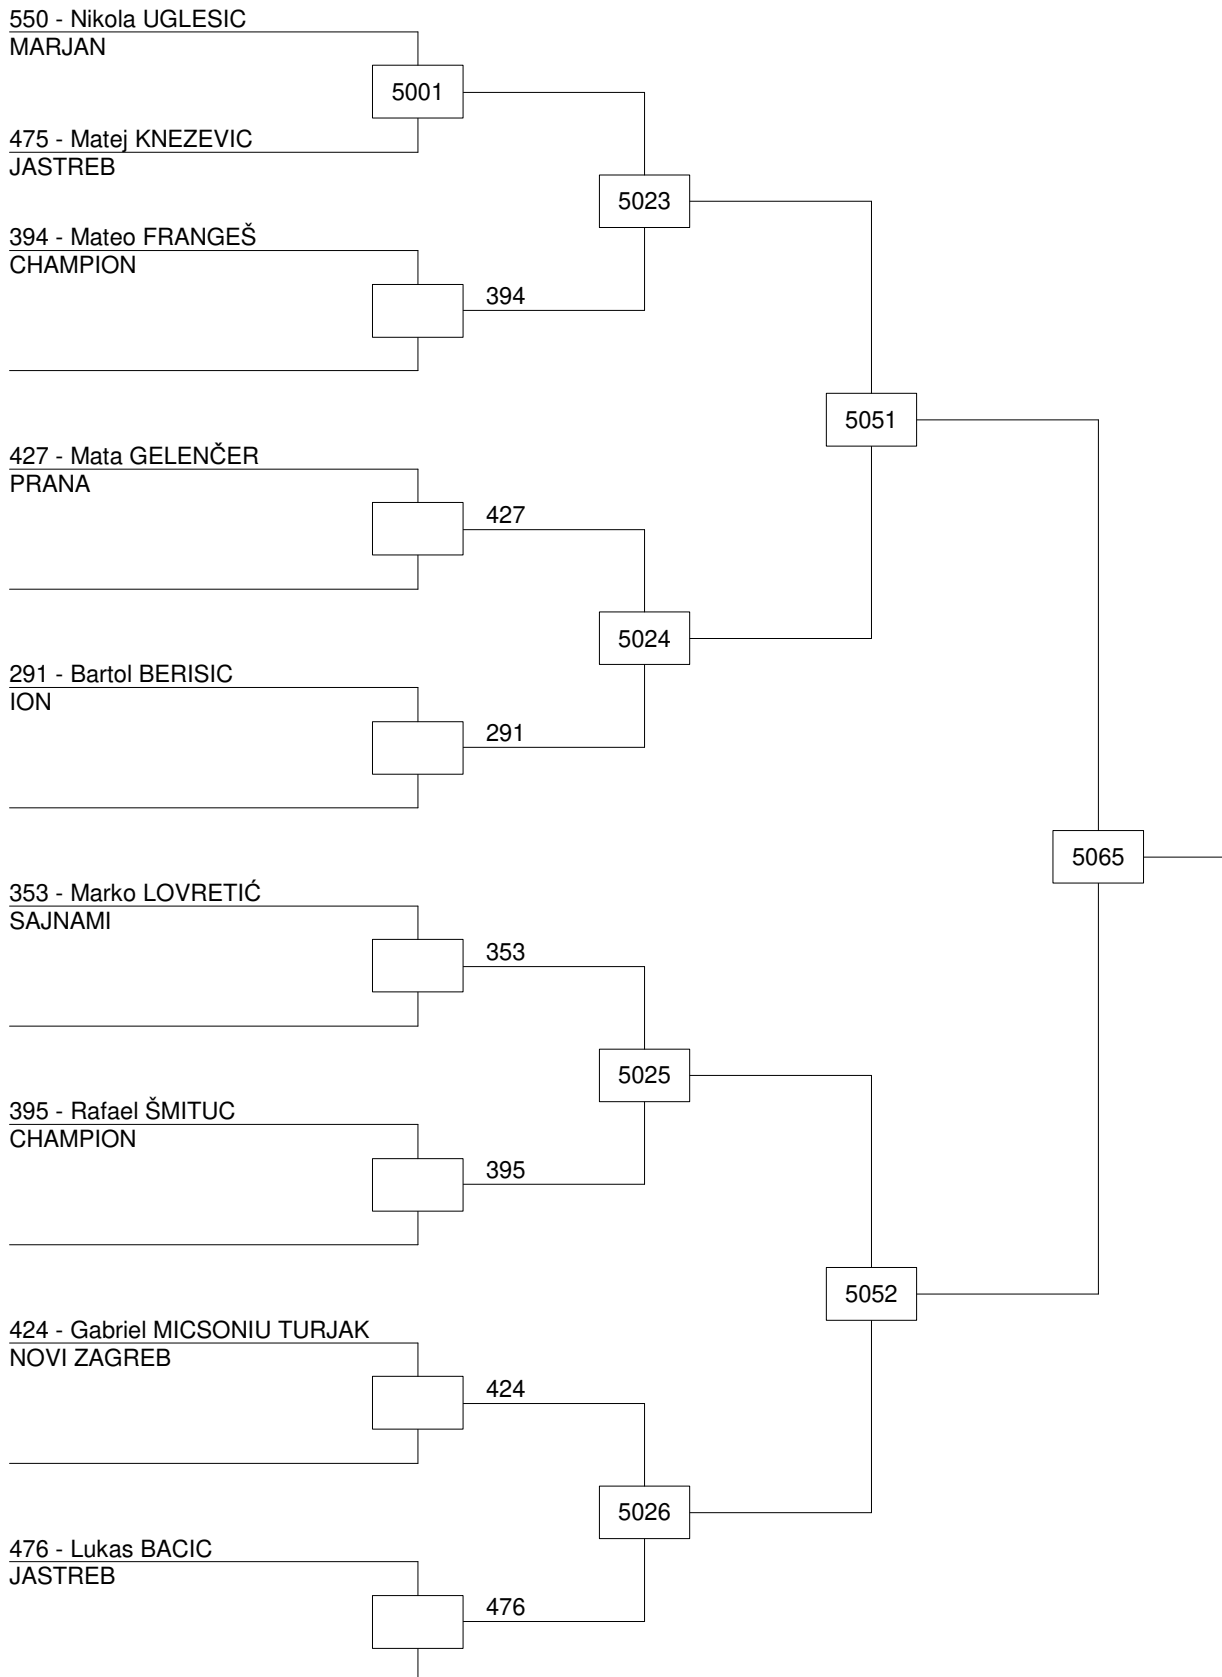 550 - Nikola UGLESIC
MARJAN
5001
475 - Matej KNEZEVIC
JASTREB
5023
394 - Mateo FRANGEŠ
CHAMPION
394
5051
427 - Mata GELENČER
PRANA
427
5024
291 - Bartol BERISIC
ION
291
5065
353 - Marko LOVRETIĆ
SAJNAMI
353
5025
395 - Rafael ŠMITUC
CHAMPION
395
5052
424 - Gabriel MICSONIU TURJAK
NOVI ZAGREB
424
5026
476 - Lukas BACIC
JASTREB
476